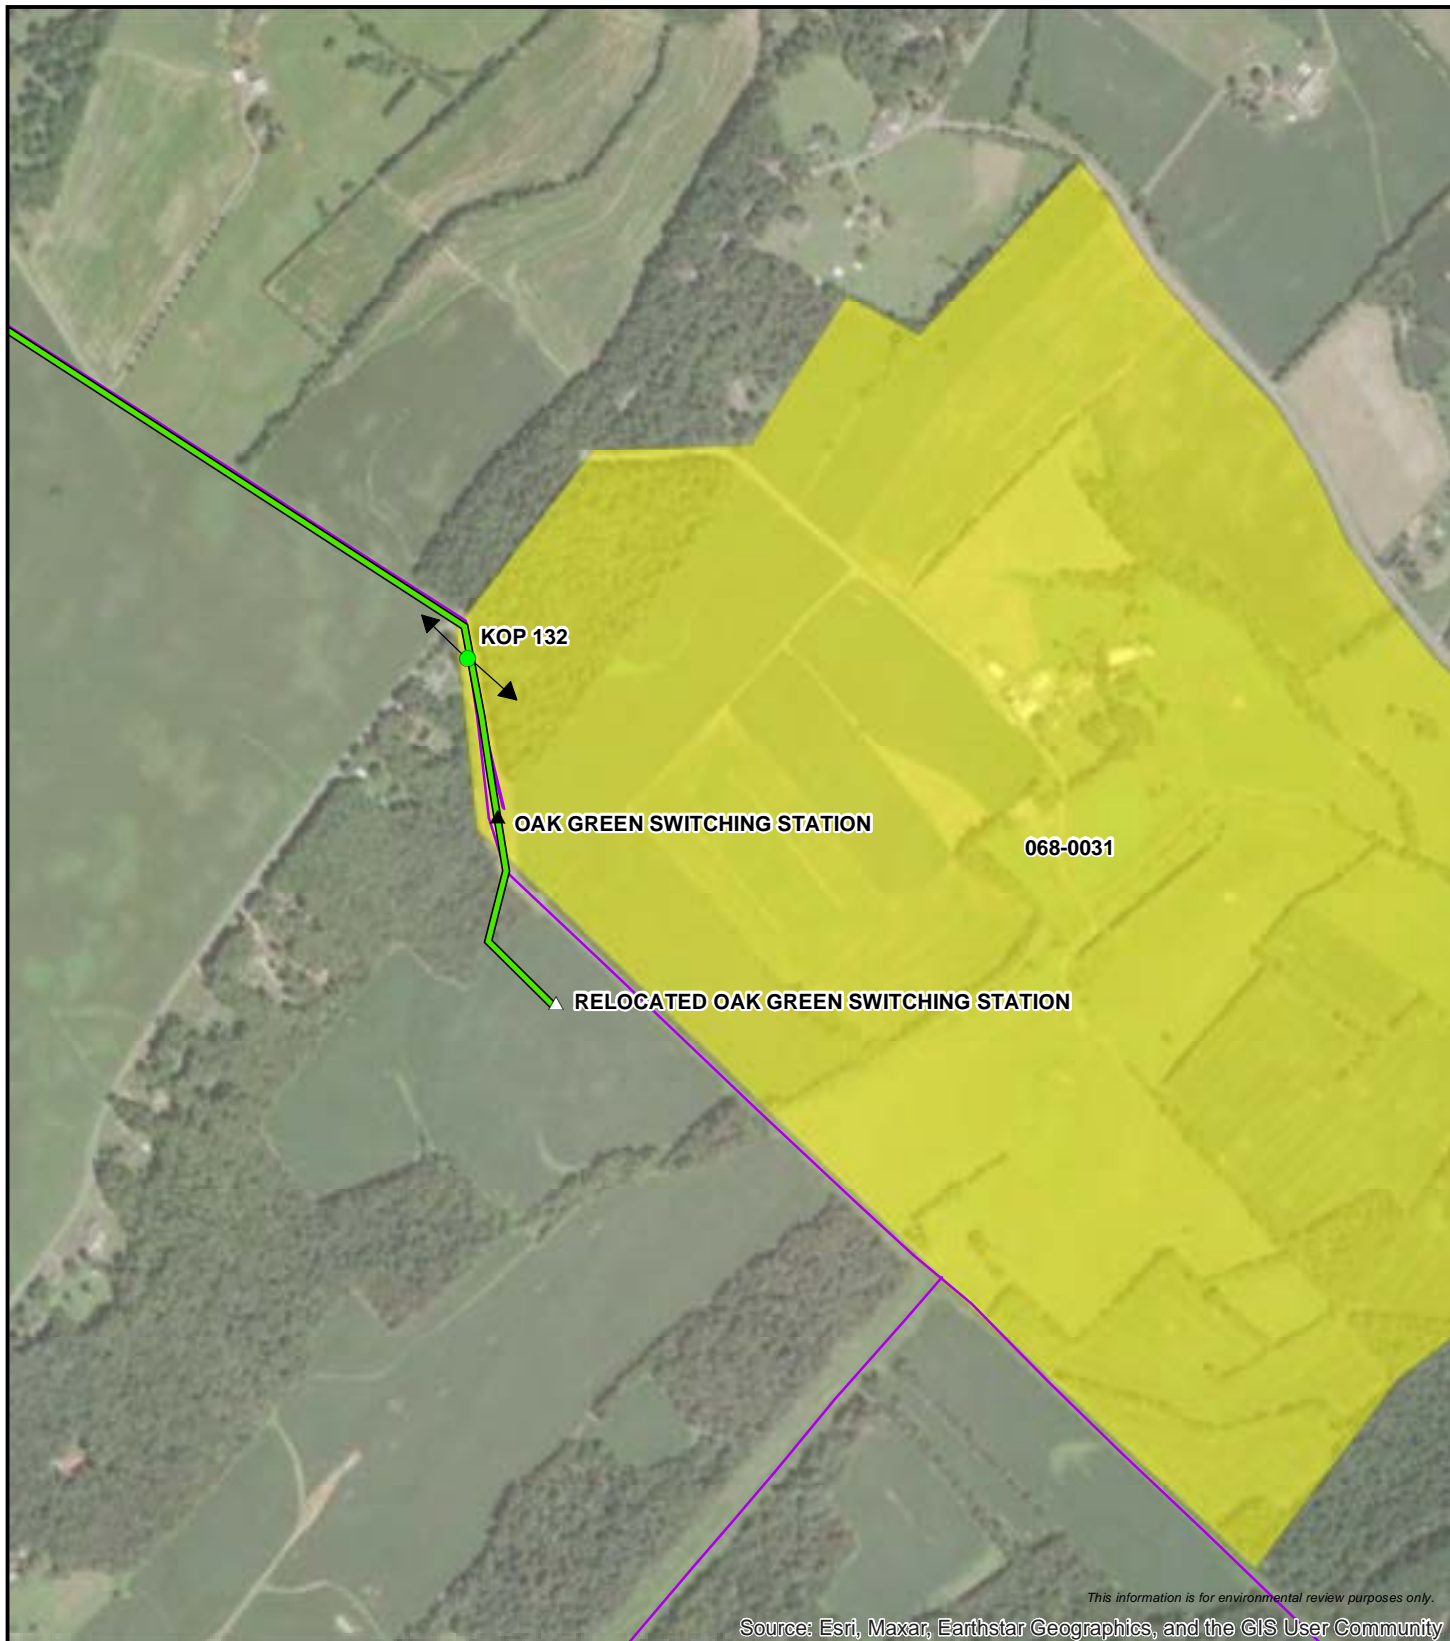 KOP 132
OAK GREEN SWITCHING STATION
068-0031
RELOCATED OAK GREEN SWITCHING STATION
This information is for environmental review purposes only.
Source: Esri, Maxar, Earthstar Geographics, and the GIS User Community